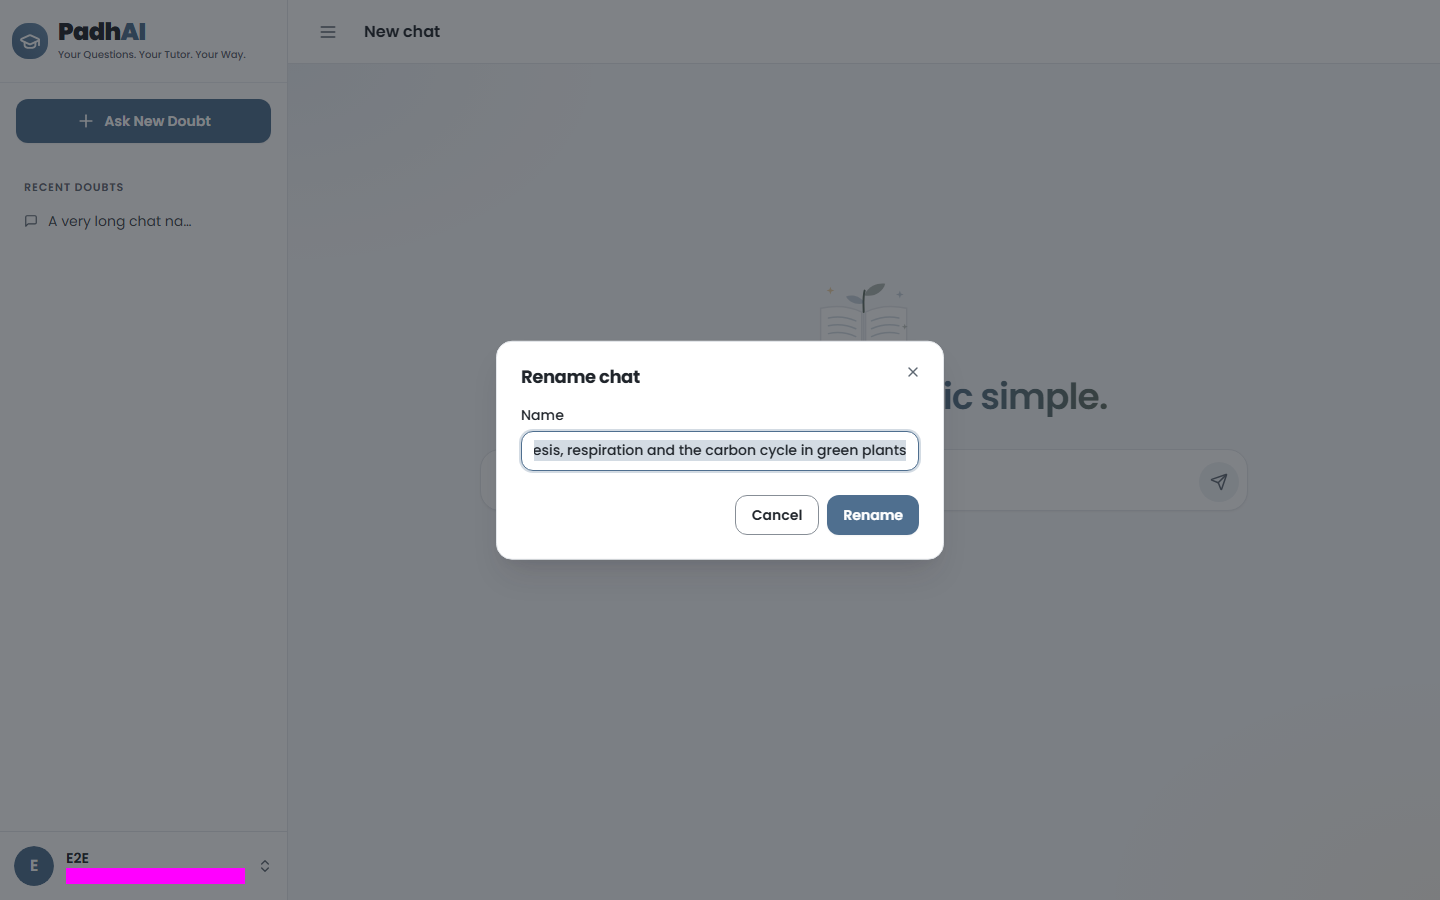 PadhAI
Your Questions. Your Tutor. Your Way.
Ask New Doubt
RECENT DOUBTS
A very long chat na...
E
E2E
New chat
ic simple.
Rename chat
Name
esis, respiration and the carbon cycle in green plants
Cancel
Rename